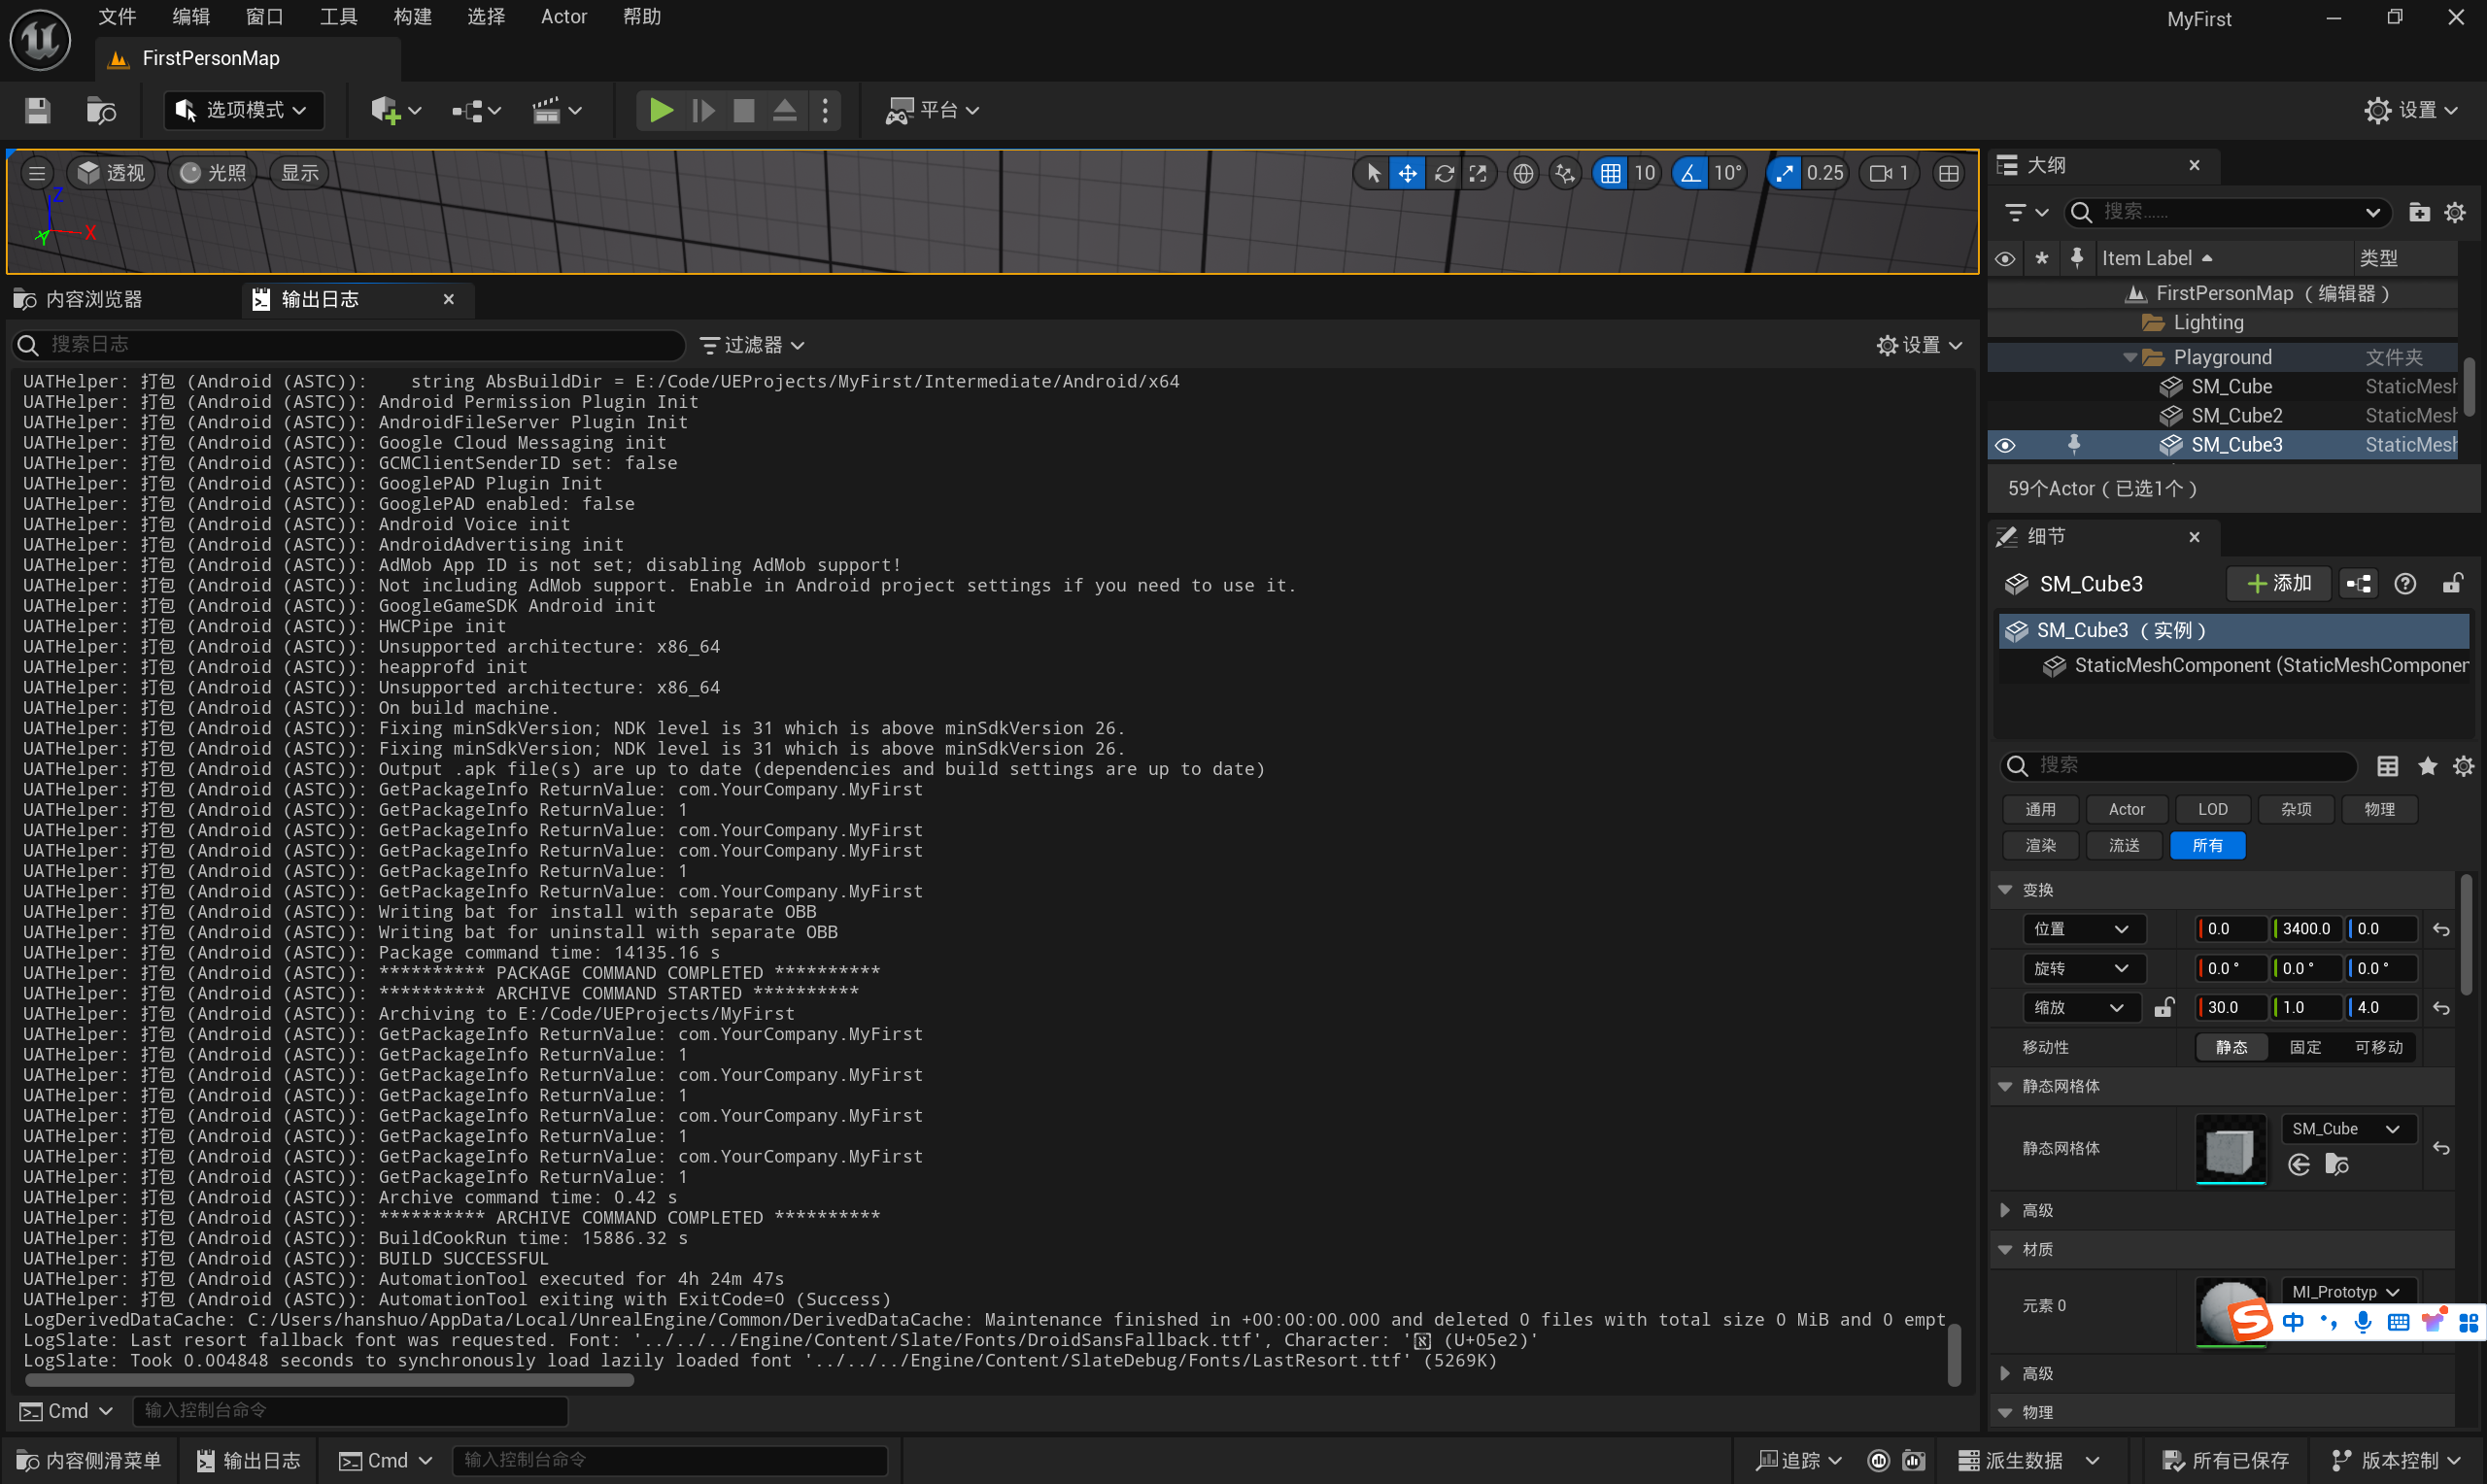 文件 编辑 窗口 工具 构建 选择 Actor 帮助 MyFirst
FirstPersonMap
选项模式 平台 设置
透视 光照 显示 10 10° 0.25 1
Z
X
Y
大纲
搜索......
Item Label 类型
FirstPersonMap （编辑器）
Lighting
Playground 文件夹
SM_Cube StaticMesh
SM_Cube2 StaticMesh
SM_Cube3 StaticMesh
59个Actor（已选1个）
内容浏览器 输出日志
搜索日志 过滤器 设置
UATHelper: 打包 (Android (ASTC)):    string AbsBuildDir = E:/Code/UEProjects/MyFirst/Intermediate/Android/x64
UATHelper: 打包 (Android (ASTC)): Android Permission Plugin Init
UATHelper: 打包 (Android (ASTC)): AndroidFileServer Plugin Init
UATHelper: 打包 (Android (ASTC)): Google Cloud Messaging init
UATHelper: 打包 (Android (ASTC)): GCMClientSenderID set: false
UATHelper: 打包 (Android (ASTC)): GooglePAD Plugin Init
UATHelper: 打包 (Android (ASTC)): GooglePAD enabled: false
UATHelper: 打包 (Android (ASTC)): Android Voice init
UATHelper: 打包 (Android (ASTC)): AndroidAdvertising init
UATHelper: 打包 (Android (ASTC)): AdMob App ID is not set; disabling AdMob support!
UATHelper: 打包 (Android (ASTC)): Not including AdMob support. Enable in Android project settings if you need to use it.
UATHelper: 打包 (Android (ASTC)): GoogleGameSDK Android init
UATHelper: 打包 (Android (ASTC)): HWCPipe init
UATHelper: 打包 (Android (ASTC)): Unsupported architecture: x86_64
UATHelper: 打包 (Android (ASTC)): heapprofd init
UATHelper: 打包 (Android (ASTC)): Unsupported architecture: x86_64
UATHelper: 打包 (Android (ASTC)): On build machine.
UATHelper: 打包 (Android (ASTC)): Fixing minSdkVersion; NDK level is 31 which is above minSdkVersion 26.
UATHelper: 打包 (Android (ASTC)): Fixing minSdkVersion; NDK level is 31 which is above minSdkVersion 26.
UATHelper: 打包 (Android (ASTC)): Output .apk file(s) are up to date (dependencies and build settings are up to date)
UATHelper: 打包 (Android (ASTC)): GetPackageInfo ReturnValue: com.YourCompany.MyFirst
UATHelper: 打包 (Android (ASTC)): GetPackageInfo ReturnValue: 1
UATHelper: 打包 (Android (ASTC)): GetPackageInfo ReturnValue: com.YourCompany.MyFirst
UATHelper: 打包 (Android (ASTC)): GetPackageInfo ReturnValue: com.YourCompany.MyFirst
UATHelper: 打包 (Android (ASTC)): GetPackageInfo ReturnValue: 1
UATHelper: 打包 (Android (ASTC)): GetPackageInfo ReturnValue: com.YourCompany.MyFirst
UATHelper: 打包 (Android (ASTC)): Writing bat for install with separate OBB
UATHelper: 打包 (Android (ASTC)): Writing bat for uninstall with separate OBB
UATHelper: 打包 (Android (ASTC)): Package command time: 14135.16 s
UATHelper: 打包 (Android (ASTC)): ********** PACKAGE COMMAND COMPLETED **********
UATHelper: 打包 (Android (ASTC)): ********** ARCHIVE COMMAND STARTED **********
UATHelper: 打包 (Android (ASTC)): Archiving to E:/Code/UEProjects/MyFirst
UATHelper: 打包 (Android (ASTC)): GetPackageInfo ReturnValue: com.YourCompany.MyFirst
UATHelper: 打包 (Android (ASTC)): GetPackageInfo ReturnValue: 1
UATHelper: 打包 (Android (ASTC)): GetPackageInfo ReturnValue: com.YourCompany.MyFirst
UATHelper: 打包 (Android (ASTC)): GetPackageInfo ReturnValue: 1
UATHelper: 打包 (Android (ASTC)): GetPackageInfo ReturnValue: com.YourCompany.MyFirst
UATHelper: 打包 (Android (ASTC)): GetPackageInfo ReturnValue: 1
UATHelper: 打包 (Android (ASTC)): GetPackageInfo ReturnValue: com.YourCompany.MyFirst
UATHelper: 打包 (Android (ASTC)): GetPackageInfo ReturnValue: 1
UATHelper: 打包 (Android (ASTC)): Archive command time: 0.42 s
UATHelper: 打包 (Android (ASTC)): ********** ARCHIVE COMMAND COMPLETED **********
UATHelper: 打包 (Android (ASTC)): BuildCookRun time: 15886.32 s
UATHelper: 打包 (Android (ASTC)): BUILD SUCCESSFUL
UATHelper: 打包 (Android (ASTC)): AutomationTool executed for 4h 24m 47s
UATHelper: 打包 (Android (ASTC)): AutomationTool exiting with ExitCode=0 (Success)
LogDerivedDataCache: C:/Users/hanshuo/AppData/Local/UnrealEngine/Common/DerivedDataCache: Maintenance finished in +00:00:00.000 and deleted 0 files with total size 0 MiB and 0 empt
LogSlate: Last resort fallback font was requested. Font: '../../../Engine/Content/Slate/Fonts/DroidSansFallback.ttf', Character: ' (U+05e2)'
LogSlate: Took 0.004848 seconds to synchronously load lazily loaded font '../../../Engine/Content/SlateDebug/Fonts/LastResort.ttf' (5269K)
Cmd 输入控制台命令
细节
SM_Cube3 添加
SM_Cube3 （实例）
StaticMeshComponent (StaticMeshComponen
搜索
通用 Actor LOD 杂项 物理
渲染 流送 所有
变换
位置 0.0 3400.0 0.0
旋转 0.0 ° 0.0 ° 0.0 °
缩放 30.0 1.0 4.0
移动性 静态 固定 可移动
静态网格体
静态网格体 SM_Cube
高级
材质
元素 0 MI_Prototyp
S 中
高级
物理
内容侧滑菜单 输出日志 Cmd 输入控制台命令 追踪 派生数据 所有已保存 版本控制